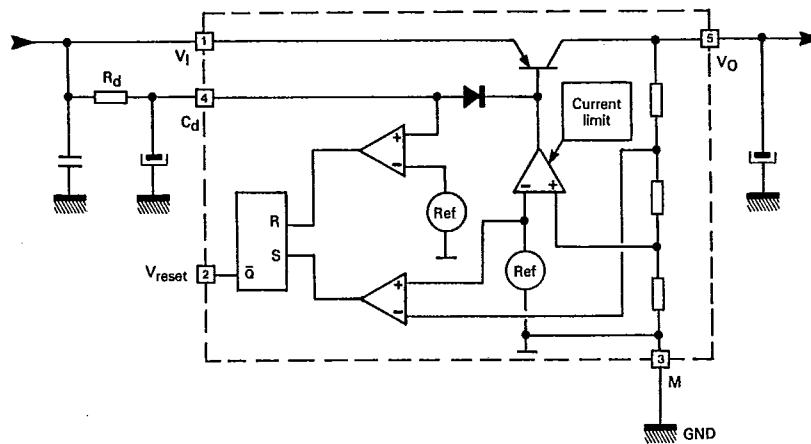 1
V_I
5
V_O
R_d
4
C_d
Current
limit
+
−
Ref
−
+
R
S
Q̄
V_reset
2
+
−
Ref
3
M
GND